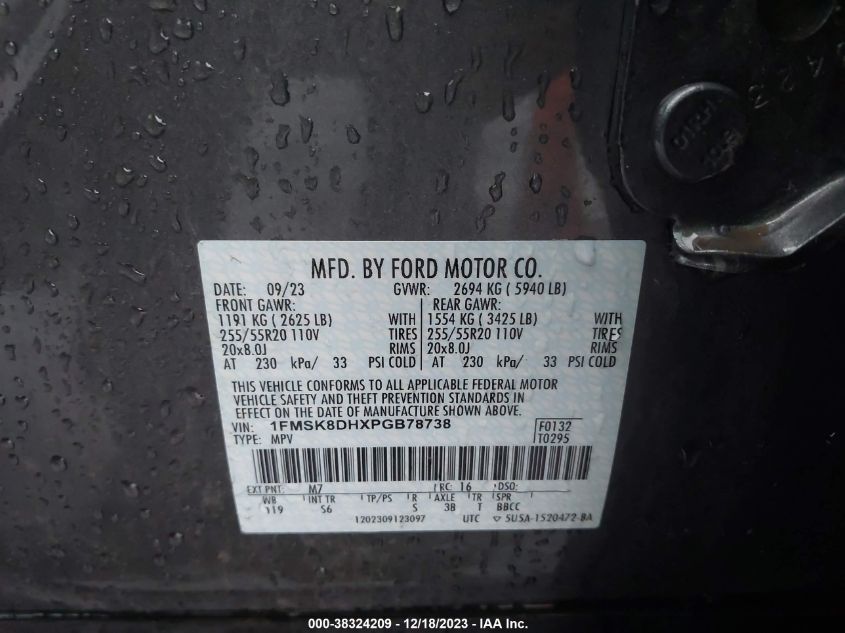 MFD. BY FORD MOTOR CO.
DATE: 09/23 GVWR: 2694 KG ( 5940 LB)
FRONT GAWR: REAR GAWR:
1191 KG ( 2625 LB) WITH 1554 KG ( 3425 LB) WITH
255/55R20 110V TIRES 255/55R20 110V TIRES
20x8.0J RIMS 20x8.0J RIMS
AT 230 kPa/ 33 PSI COLD AT 230 kPa/ 33 PSI COLD
THIS VEHICLE CONFORMS TO ALL APPLICABLE FEDERAL MOTOR
VEHICLE SAFETY AND THEFT PREVENTION STANDARDS IN
EFFECT ON THE DATE OF MANUFACTURE SHOWN ABOVE.
VIN: 1FMSK8DHXPGB78738 F0132
TYPE: MPV T0295
EXT PNT: M7 RC: 16 DSO:
WB INT TR TP/PS R AXLE TR SPR
119 S6 S 3B T BBCC
1202309123097 UTC ▽ 5U5A-1520472-BA
000-38324209 - 12/18/2023 - IAA Inc.